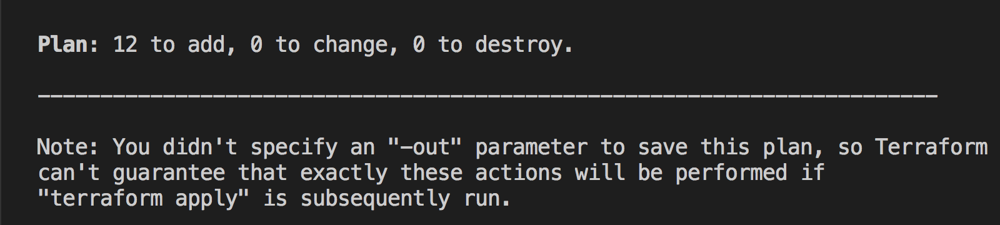 Plan: 12 to add, 0 to change, 0 to destroy.
------------------------------------------------------------------------
Note: You didn't specify an "-out" parameter to save this plan, so Terraform
can't guarantee that exactly these actions will be performed if
"terraform apply" is subsequently run.